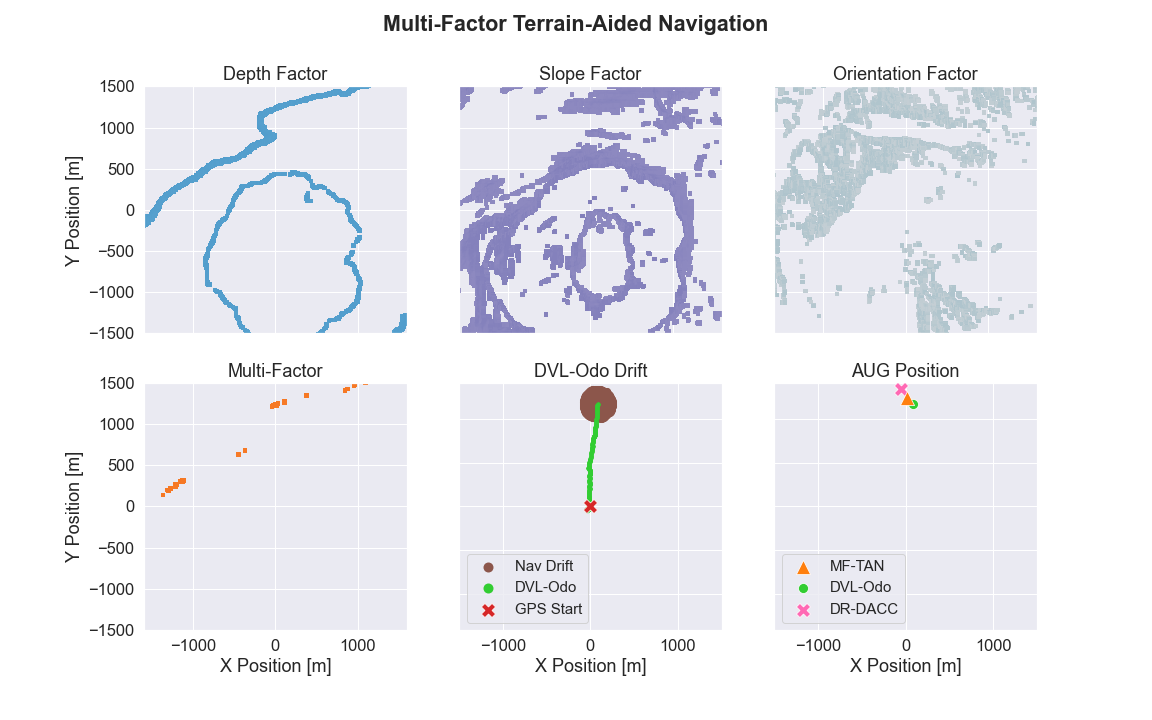 Multi-Factor Terrain-Aided Navigation
Depth Factor
Slope Factor
Orientation Factor
Y Position [m]
1500
1000
500
0
−500
−1000
−1500
Multi-Factor
DVL-Odo Drift
AUG Position
Y Position [m]
1500
1000
500
0
−500
−1000
−1500
Nav Drift
DVL-Odo
GPS Start
MF-TAN
DVL-Odo
DR-DACC
−1000 0 1000
−1000 0 1000
−1000 0 1000
X Position [m]
X Position [m]
X Position [m]